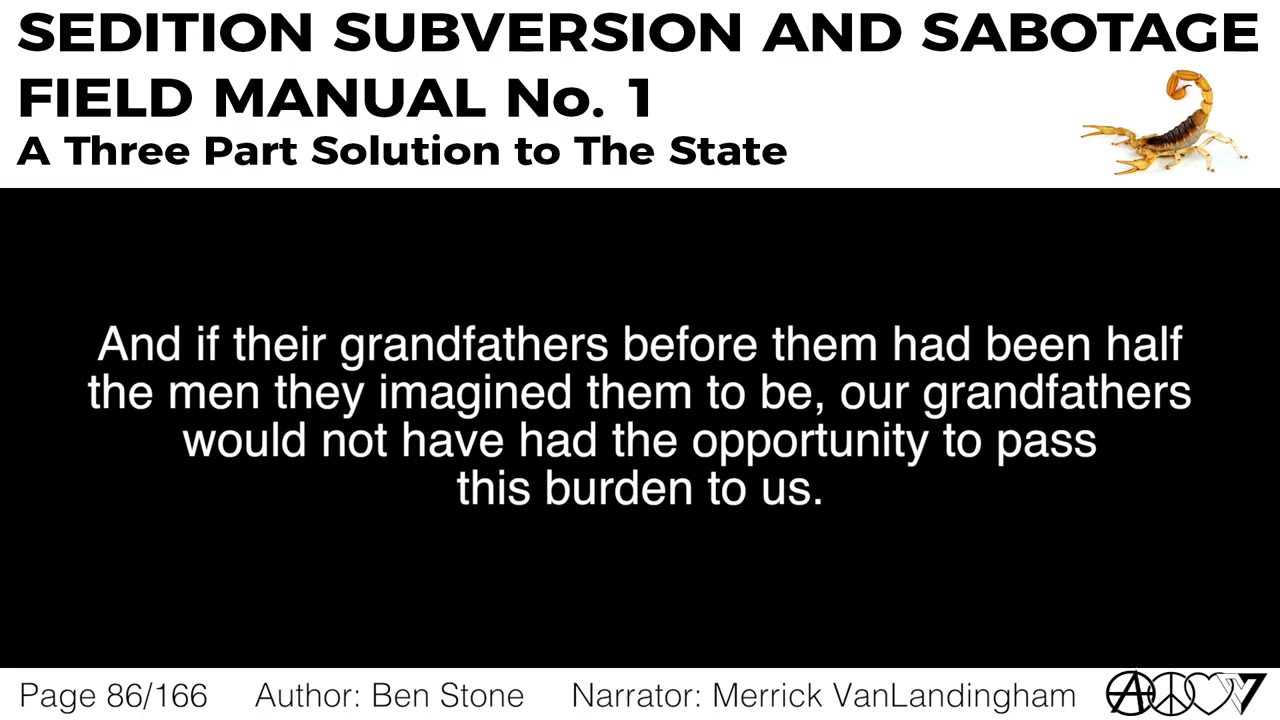 SEDITION SUBVERSION AND SABOTAGE
FIELD MANUAL No. 1
A Three Part Solution to The State
And if their grandfathers before them had been half
the men they imagined them to be, our grandfathers
would not have had the opportunity to pass
this burden to us.
Page 86/166 Author: Ben Stone Narrator: Merrick VanLandingham